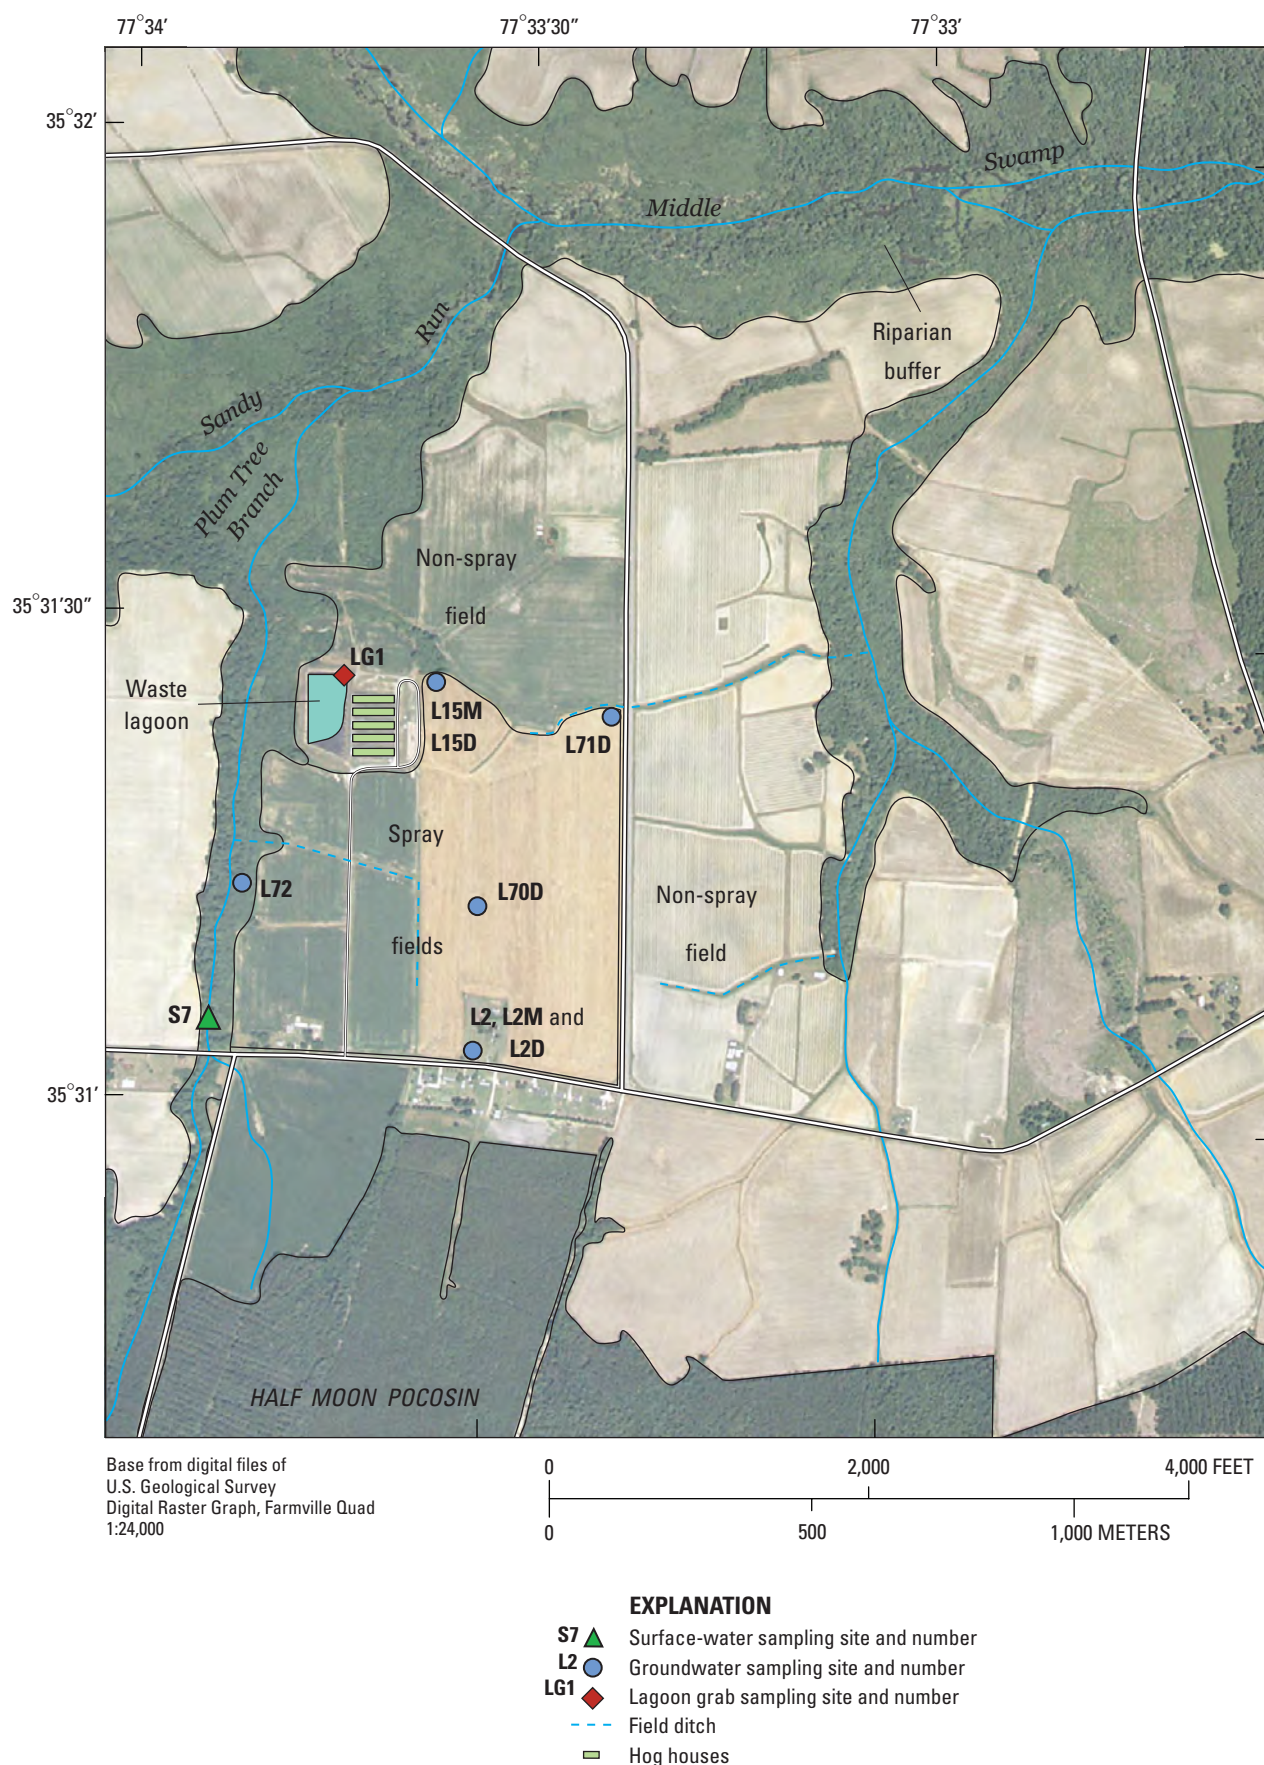 77°34′
77°33′30″
77°33′
35°32′
Swamp
Middle
Run
Riparian
buffer
Sandy
Plum Tree
Branch
Non-spray
field
35°31′30″
LG1
Waste
lagoon
L15M
L15D
L71D
Spray
L72
L70D
Non-spray
fields
field
S7
L2, L2M and
L2D
35°31′
HALF MOON POCOSIN
Base from digital files of
U.S. Geological Survey
Digital Raster Graph, Farmville Quad
1:24,000
0 2,000 4,000 FEET
0 500 1,000 METERS
EXPLANATION
S7 Surface-water sampling site and number
L2 Groundwater sampling site and number
LG1 Lagoon grab sampling site and number
Field ditch
Hog houses